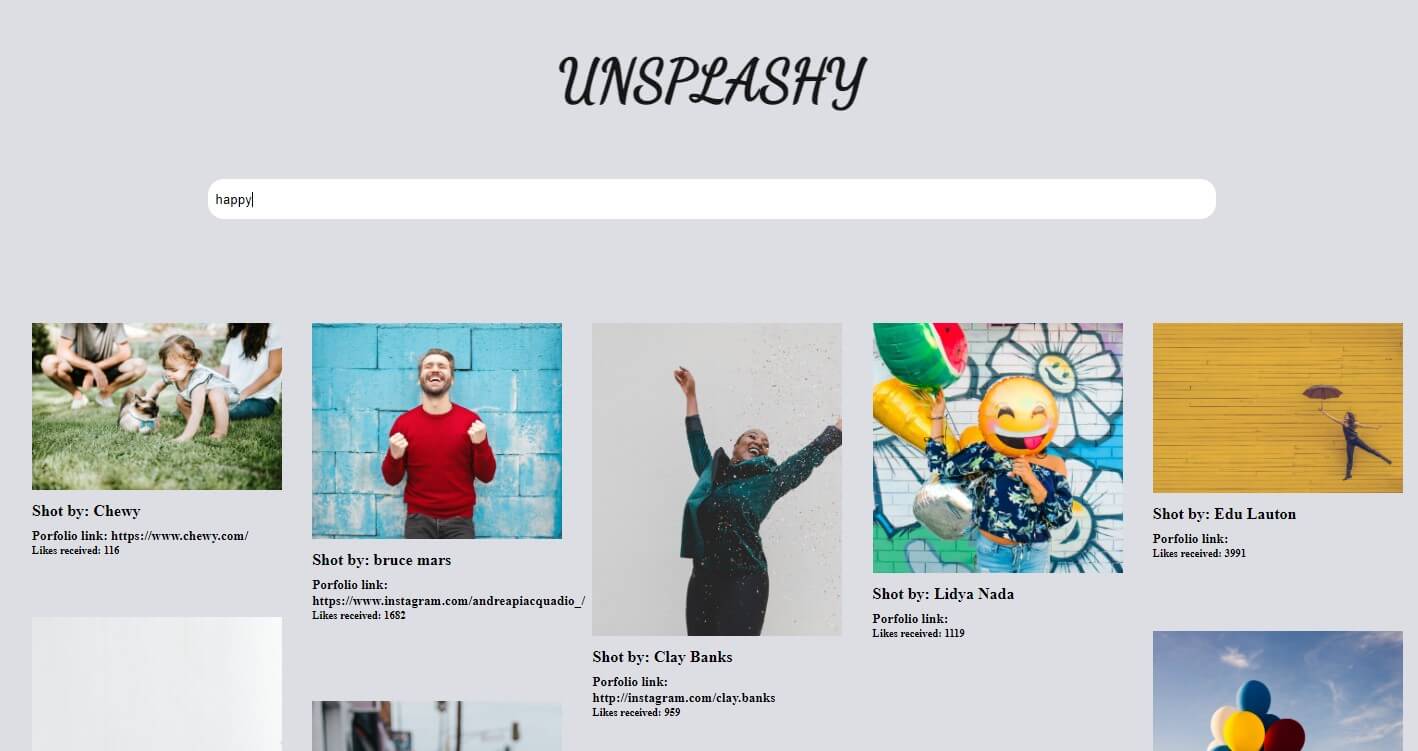 UNSPLASHY
happy
Shot by: Chewy
Porfolio link: https://www.chewy.com/
Likes received: 116
Shot by: bruce mars
Porfolio link:
https://www.instagram.com/andreapiacquadio_/
Likes received: 1682
Shot by: Clay Banks
Porfolio link:
http://instagram.com/clay.banks
Likes received: 959
Shot by: Lidya Nada
Porfolio link:
Likes received: 1119
Shot by: Edu Lauton
Porfolio link:
Likes received: 3991